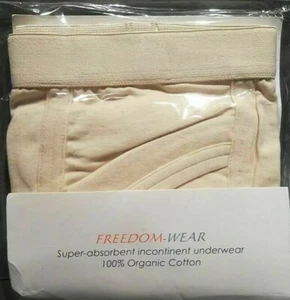 FREEDOM-WEAR
Super-absorbent incontinent underwear
100% Organic Cotton